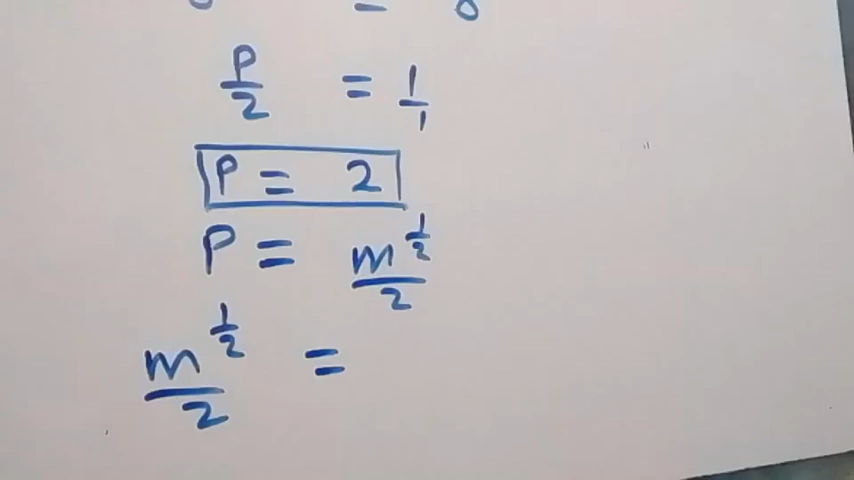 P/2 = 1/1
P = 2
P = m^(1/2)/2
m^(1/2)/2 =